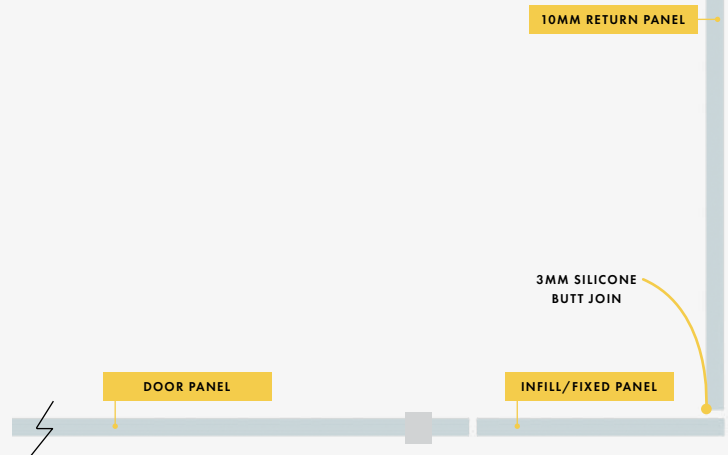 10MM RETURN PANEL
3MM SILICONE
BUTT JOIN
DOOR PANEL
INFILL/FIXED PANEL